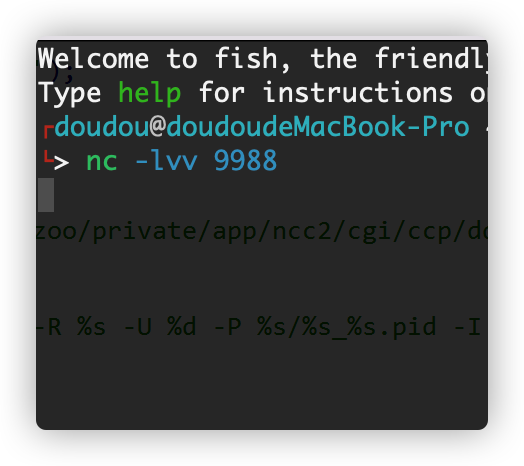 Welcome to fish, the friendly
);
Type help for instructions o
┌doudou@doudoudeMacBook-Pro
└> nc -lvv 9988
zoo/private/app/ncc2/cgi/ccp/d
-R %s -U %d -P %s/%s_%s.pid -I